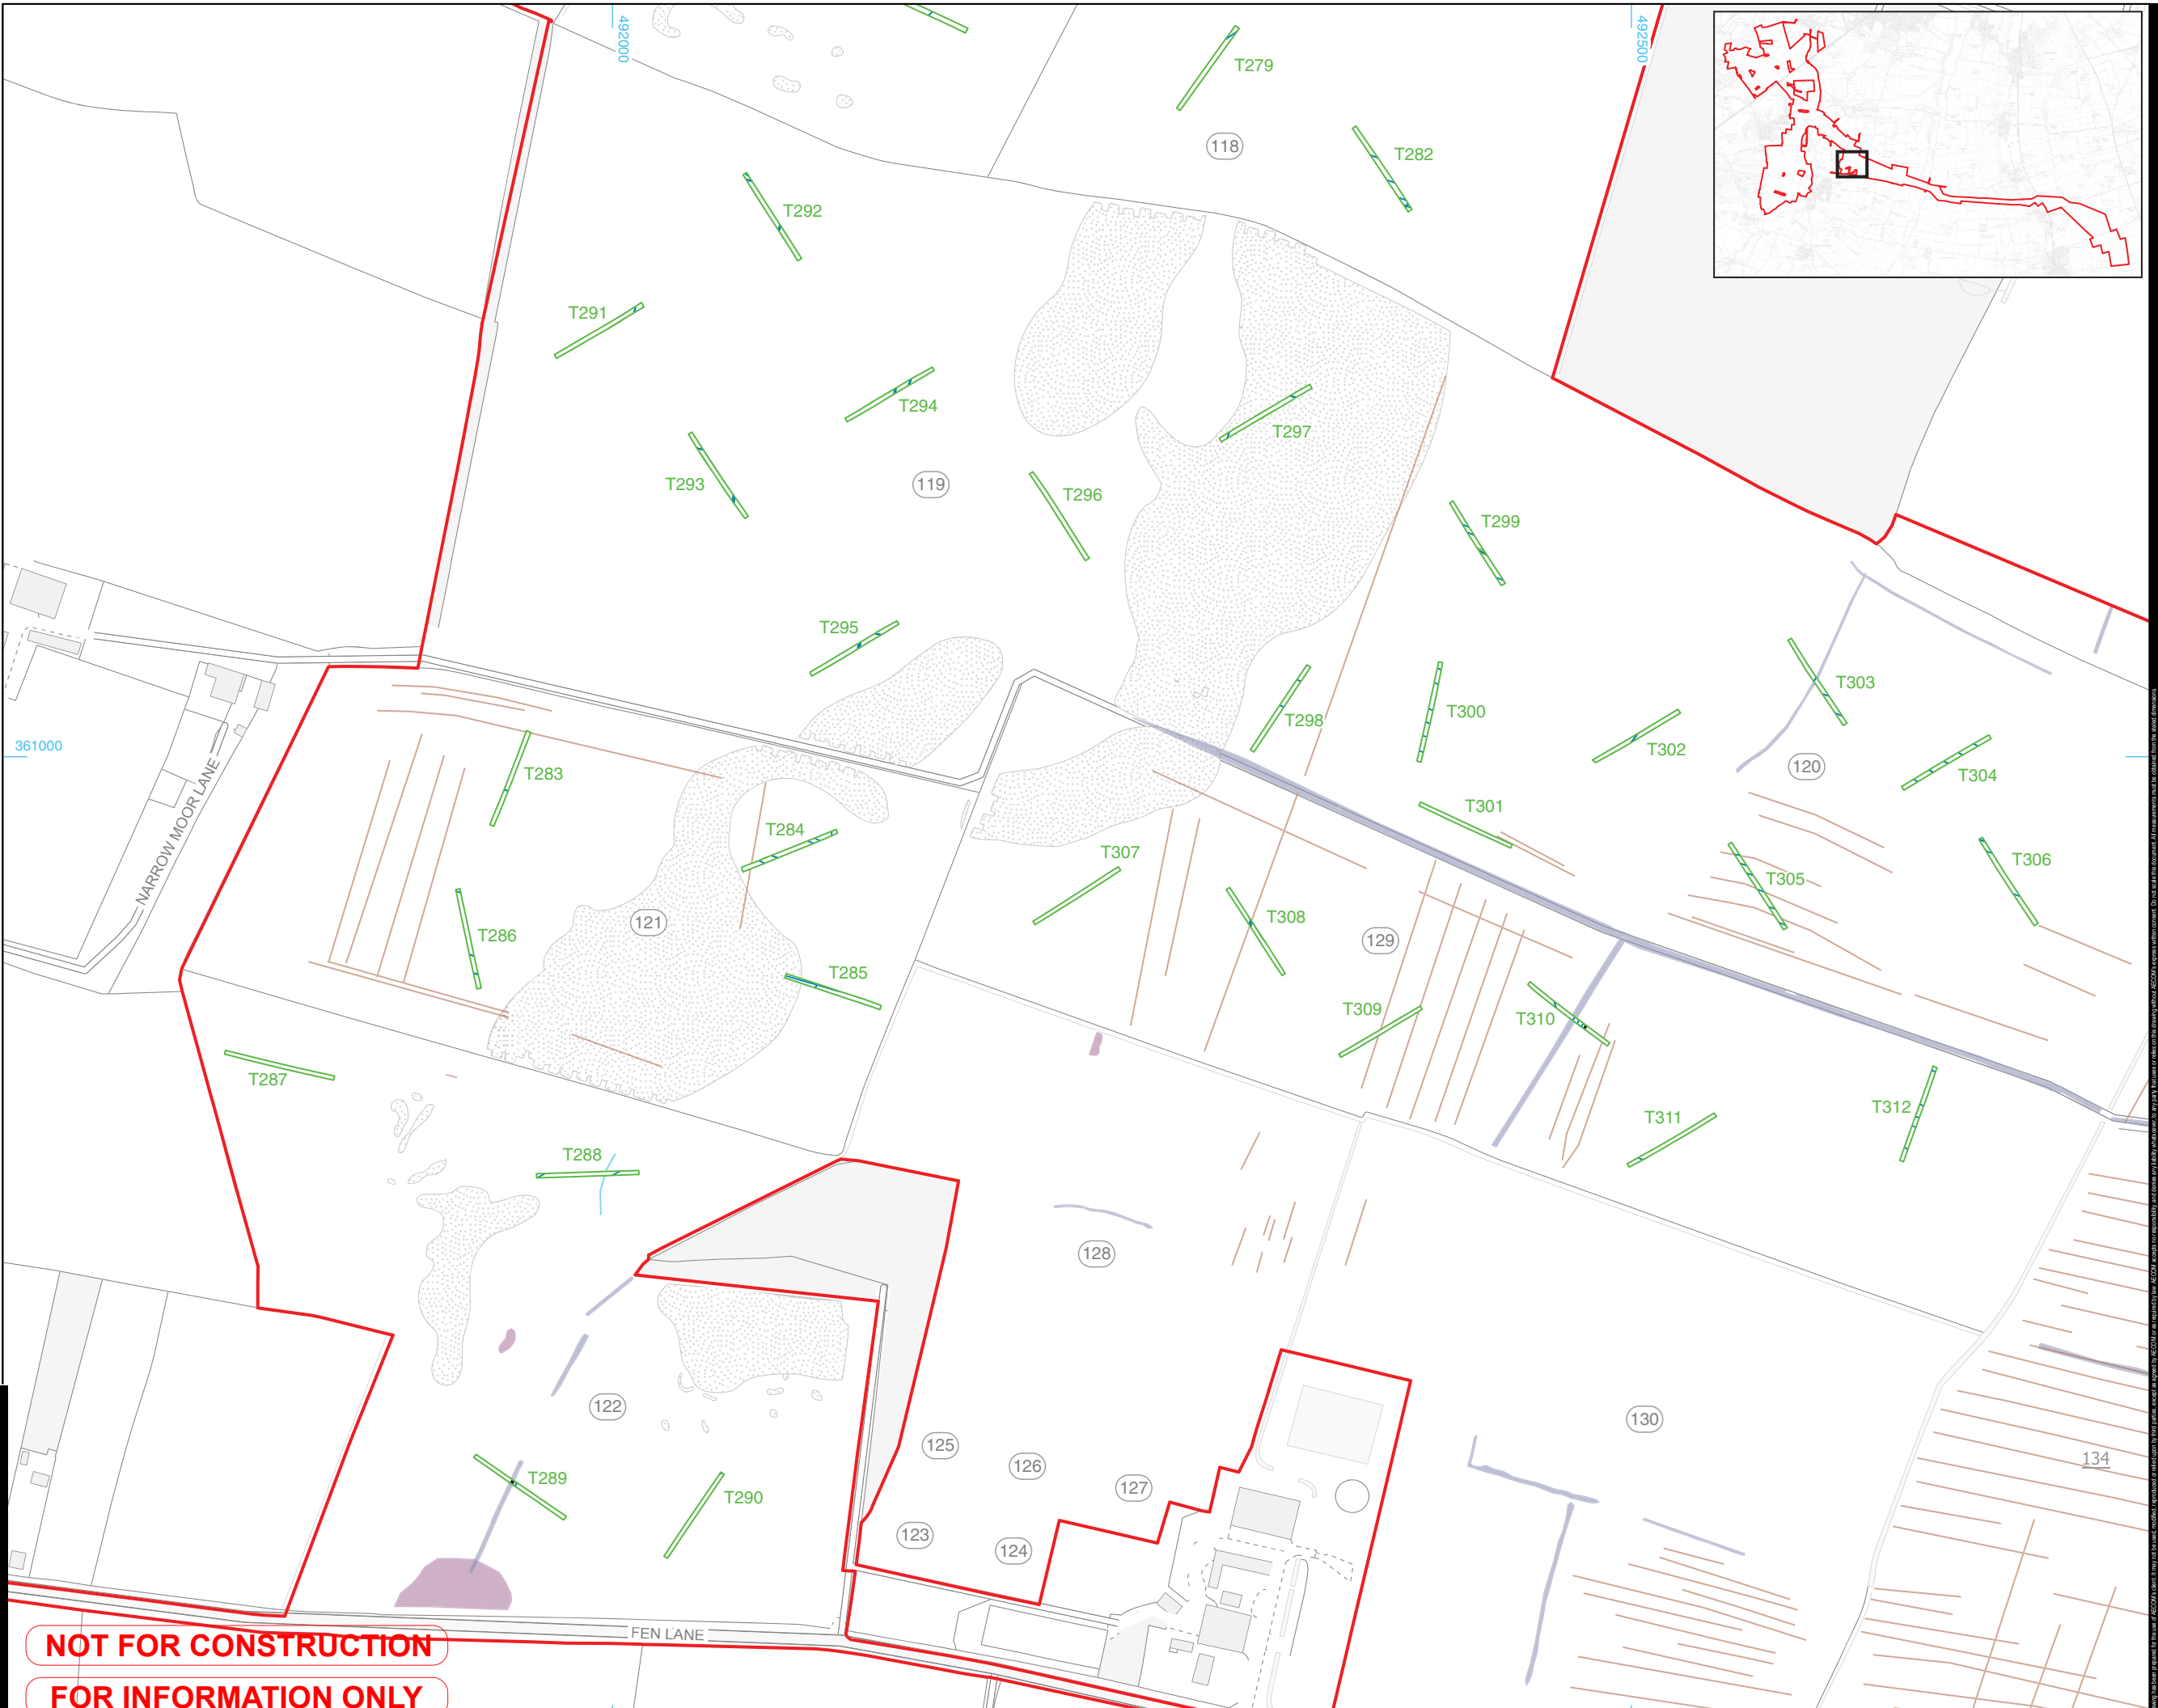 492000
492500
T279
118
T282
T292
T291
T294
T297
T293
119
T296
T299
T295
T303
T298
T300
T302
361000
120
T283
T304
NARROW MOOR LANE
T284
T301
T307
T306
T305
121
T308
T286
129
T285
T309
T310
T287
T312
T311
T288
128
122
130
125
134
126
T289
127
T290
123
124
FEN LANE
NOT FOR CONSTRUCTION
FOR INFORMATION ONLY